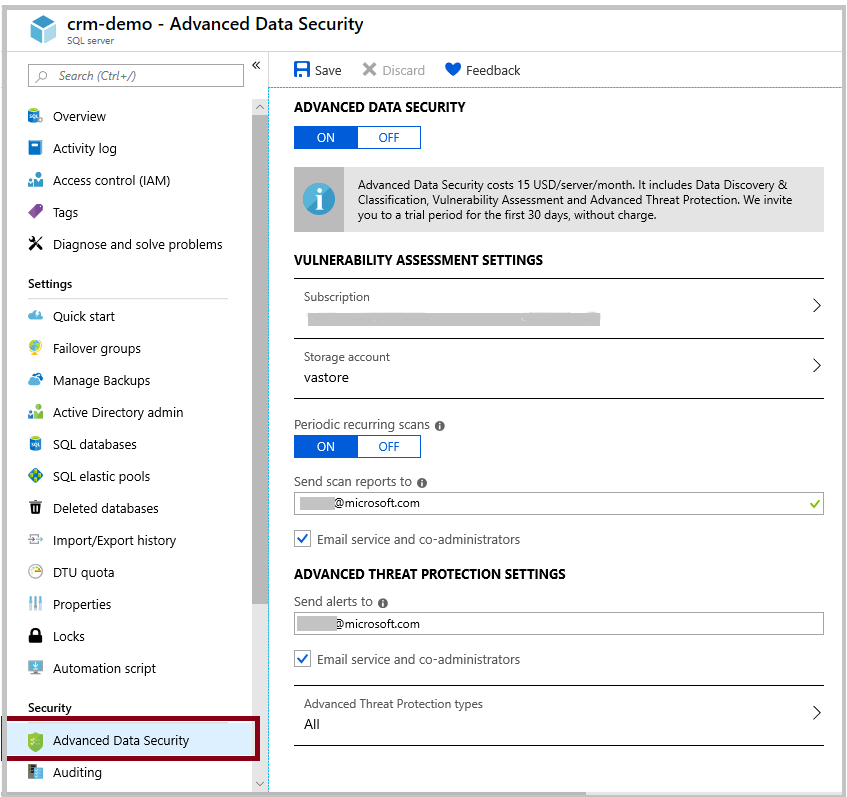 crm-demo - Advanced Data Security
SQL server
Search (Ctrl+/)
«
Overview
Activity log
Access control (IAM)
Tags
Diagnose and solve problems
Settings
Quick start
Failover groups
Manage Backups
Active Directory admin
SQL databases
SQL elastic pools
Deleted databases
Import/Export history
DTU quota
Properties
Locks
Automation script
Security
Advanced Data Security
Auditing
Save
Discard
Feedback
ADVANCED DATA SECURITY
ON OFF
Advanced Data Security costs 15 USD/server/month. It includes Data Discovery &
Classification, Vulnerability Assessment and Advanced Threat Protection. We invite
you to a trial period for the first 30 days, without charge.
VULNERABILITY ASSESSMENT SETTINGS
Subscription
Storage account
vastore
Periodic recurring scans
ON OFF
Send scan reports to
@microsoft.com
Email service and co-administrators
ADVANCED THREAT PROTECTION SETTINGS
Send alerts to
@microsoft.com
Email service and co-administrators
Advanced Threat Protection types
All